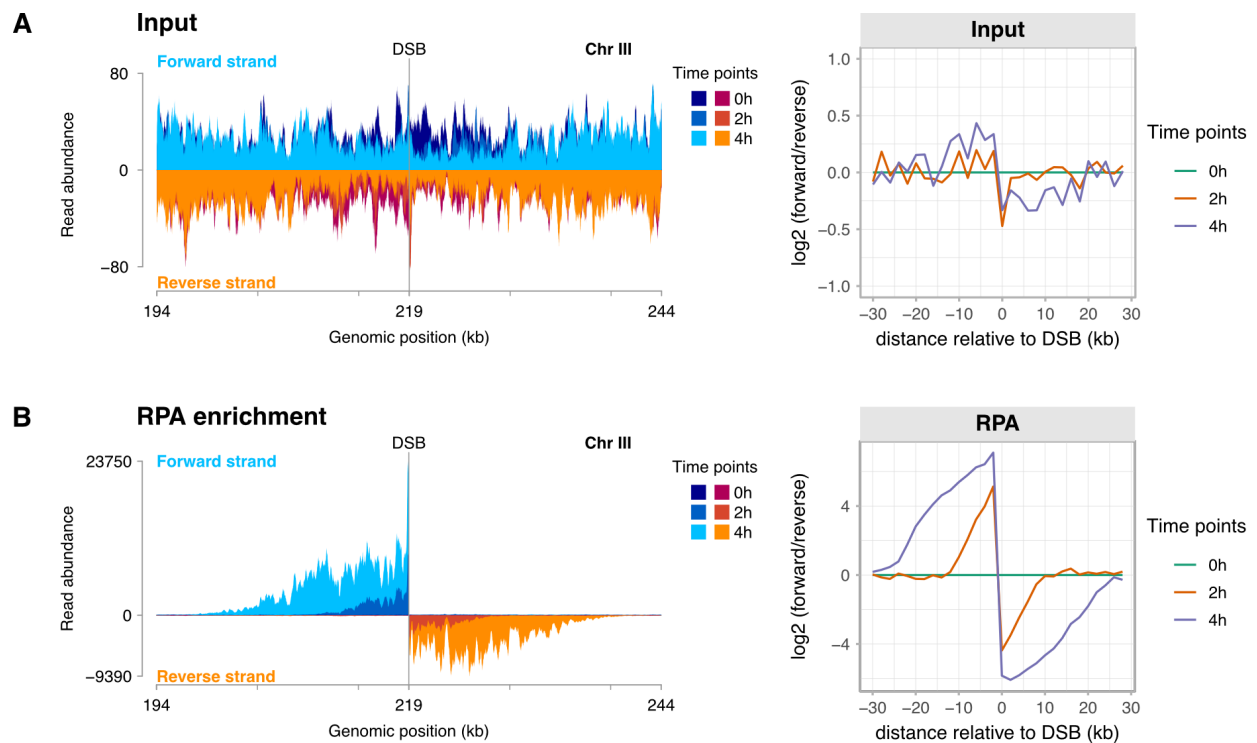 A
Input
DSB
Chr III
Forward strand
80
0
−80
Read abundance
Reverse strand
194
219
244
Genomic position (kb)
Time points
0h
2h
4h
Input
1.0
0.5
0.0
−0.5
−1.0
log2 (forward/reverse)
−30
−20
−10
0
10
20
30
distance relative to DSB (kb)
Time points
0h
2h
4h
B
RPA enrichment
DSB
Chr III
23750
Forward strand
0
−9390
Read abundance
Reverse strand
194
219
244
Genomic position (kb)
Time points
0h
2h
4h
RPA
4
0
−4
log2 (forward/reverse)
−30
−20
−10
0
10
20
30
distance relative to DSB (kb)
Time points
0h
2h
4h